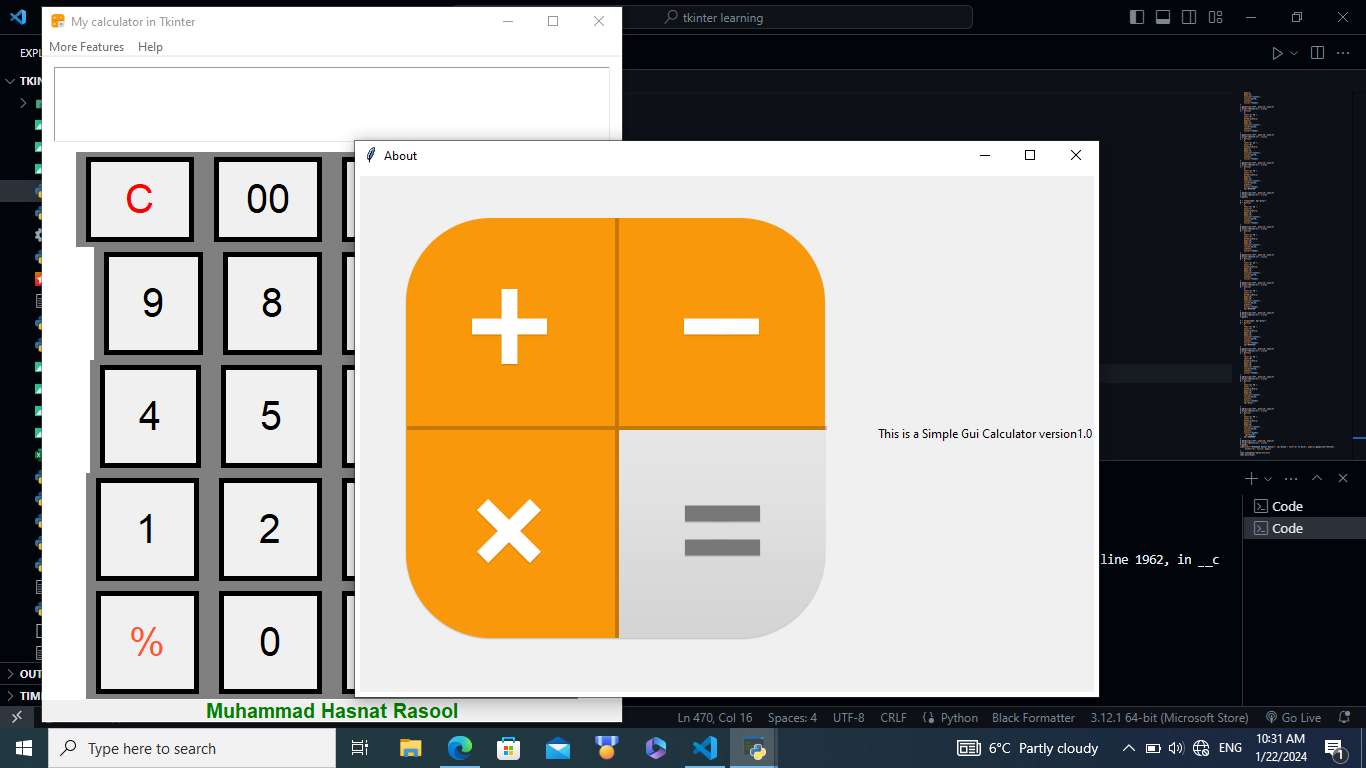 My calculator in Tkinter
tkinter learning
More Features Help
EXPL
TKIN
About
C 00
9 8
4 5
This is a Simple Gui Calculator version1.0
1 2
Code
Code
line 1962, in __c
% 0
OUT
TIM
Muhammad Hasnat Rasool
Ln 470, Col 16 Spaces: 4 UTF-8 CRLF Python Black Formatter 3.12.1 64-bit (Microsoft Store) Go Live
Type here to search
6°C Partly cloudy
ENG
10:31 AM
1/22/2024
1